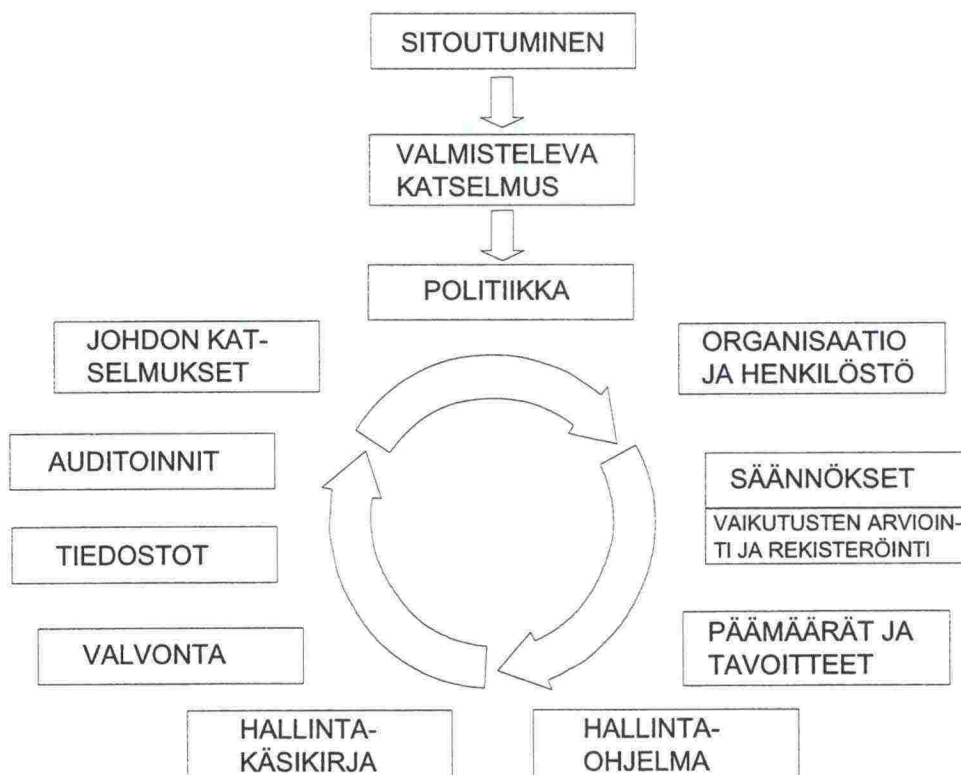 SITOUTUMINEN
VALMISTELEVA
KATSELMUS
POLITIIKKA
JOHDON KAT-
SELMUKSET
ORGANISAATIO
JA HENKILÖSTÖ
AUDITOINNIT
SÄÄNNÖKSET
VAIKUTUSTEN ARVIOIN-
TI JA REKISTERÖINTI
TIEDOSTOT
PÄÄMÄÄRÄT JA
TAVOITTEET
VALVONTA
HALLINTA-
KÄSIKIRJA
HALLINTA-
OHJELMA